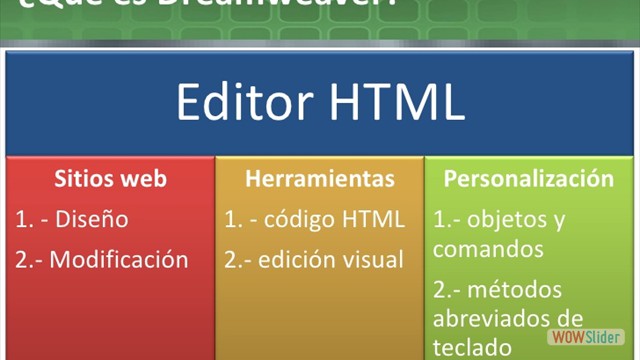 ¿Qué es Dreamweaver?
Editor HTML
Sitios web
1. - Diseño
2.- Modificación
Herramientas
1. - código HTML
2.- edición visual
Personalización
1.- objetos y
comandos
2.- métodos
abreviados de
teclado
WOWSlider